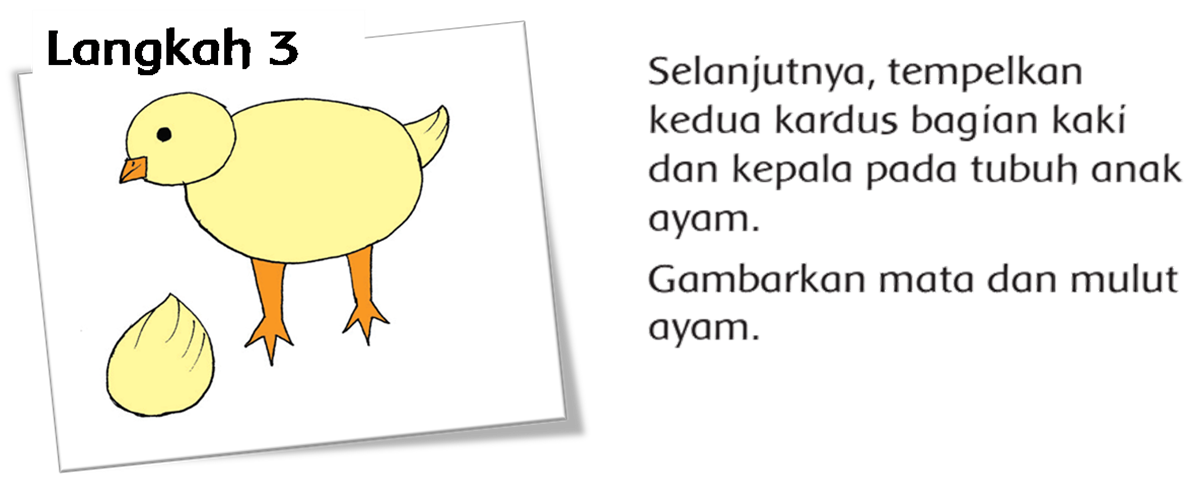 Langkah 3
Selanjutnya, tempelkan
kedua kardus bagian kaki
dan kepala pada tubuh anak
ayam.
Gambarkan mata dan mulut
ayam.